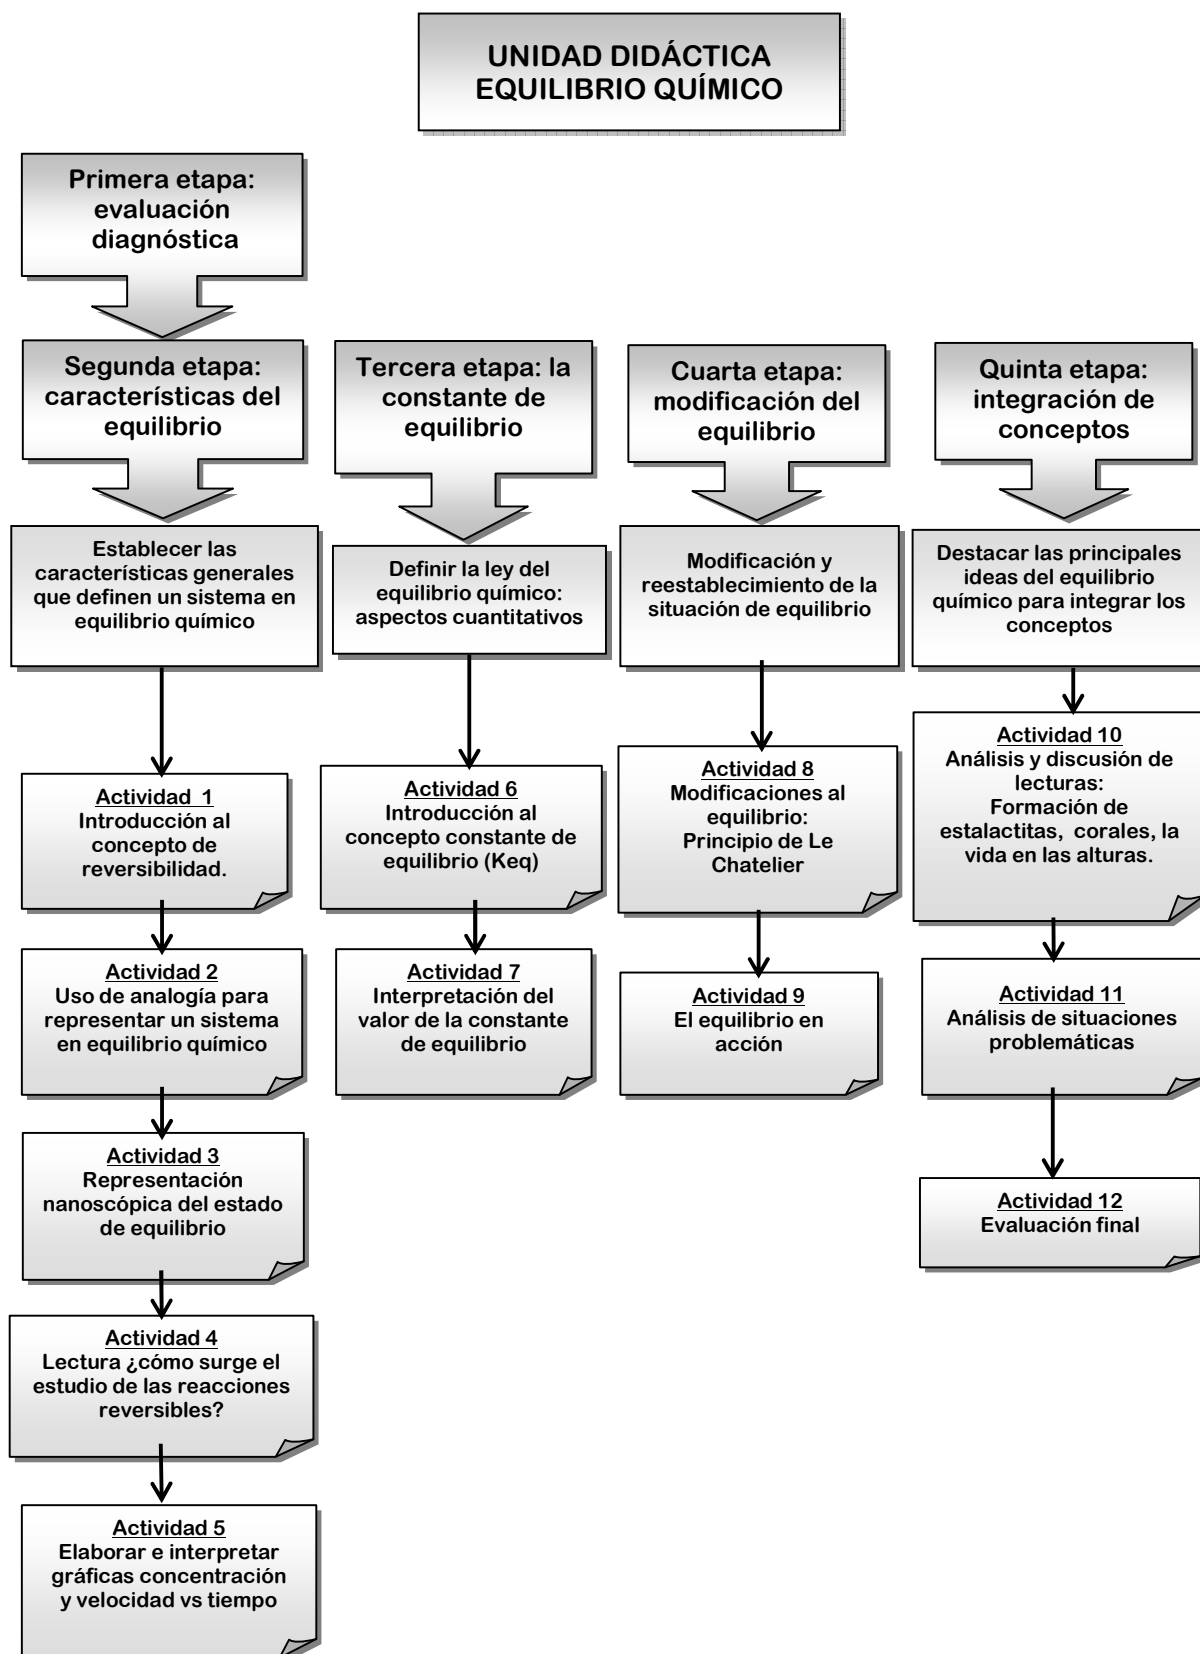 UNIDAD DIDÁCTICA
EQUILIBRIO QUÍMICO
Primera etapa:
evaluación
diagnóstica
Segunda etapa:
características del
equilibrio
Establecer las
características generales
que definen un sistema en
equilibrio químico
Actividad 1
Introducción al
concepto de
reversibilidad.
Actividad 2
Uso de analogía para
representar un sistema
en equilibrio químico
Actividad 3
Representación
nanoscópica del estado
de equilibrio
Actividad 4
Lectura ¿cómo surge el
estudio de las reacciones
reversibles?
Actividad 5
Elaborar e interpretar
gráficas concentración
y velocidad vs tiempo
Tercera etapa: la
constante de
equilibrio
Definir la ley del
equilibrio químico:
aspectos cuantitativos
Actividad 6
Introducción al
concepto constante de
equilibrio (Keq)
Actividad 7
Interpretación del
valor de la constante
de equilibrio
Cuarta etapa:
modificación del
equilibrio
Modificación y
reestablecimiento de la
situación de equilibrio
Actividad 8
Modificaciones al
equilibrio:
Principio de Le
Chatelier
Actividad 9
El equilibrio en
acción
Quinta etapa:
integración de
conceptos
Destacar las principales
ideas del equilibrio
químico para integrar los
conceptos
Actividad 10
Análisis y discusión de
lecturas:
Formación de
estalactitas, corales, la
vida en las alturas.
Actividad 11
Análisis de situaciones
problemáticas
Actividad 12
Evaluación final